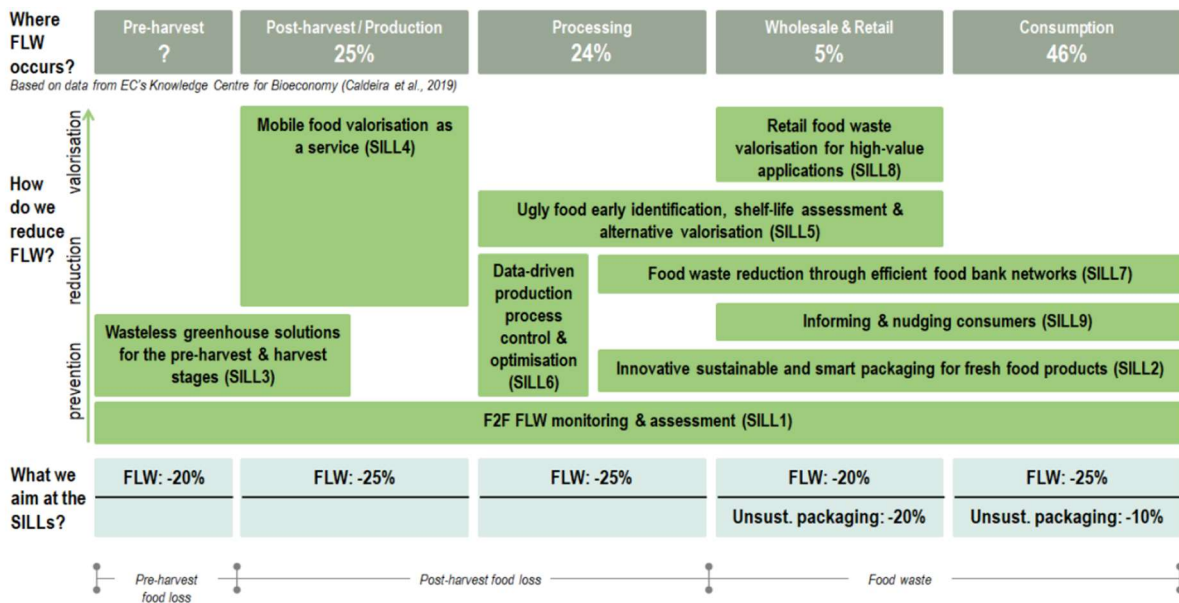 Where
FLW
occurs?
Pre-harvest
?
Post-harvest / Production
25%
Processing
24%
Wholesale & Retail
5%
Consumption
46%
Based on data from EC's Knowledge Centre for Bioeconomy (Caldeira et al., 2019)
How
do we
reduce
FLW?
valorisation
reduction
prevention
Mobile food valorisation as
a service (SILL4)
Retail food waste
valorisation for high-value
applications (SILL8)
Ugly food early identification, shelf-life assessment &
alternative valorisation (SILL5)
Data-driven
production
process
control &
optimisation
(SILL6)
Food waste reduction through efficient food bank networks (SILL7)
Wasteless greenhouse solutions
for the pre-harvest & harvest
stages (SILL3)
Informing & nudging consumers (SILL9)
Innovative sustainable and smart packaging for fresh food products (SILL2)
F2F FLW monitoring & assessment (SILL1)
What we
aim at the
SILLs?
FLW: -20%
FLW: -25%
FLW: -25%
FLW: -20%
FLW: -25%
Unsust. packaging: -20%
Unsust. packaging: -10%
Pre-harvest
food loss
Post-harvest food loss
Food waste